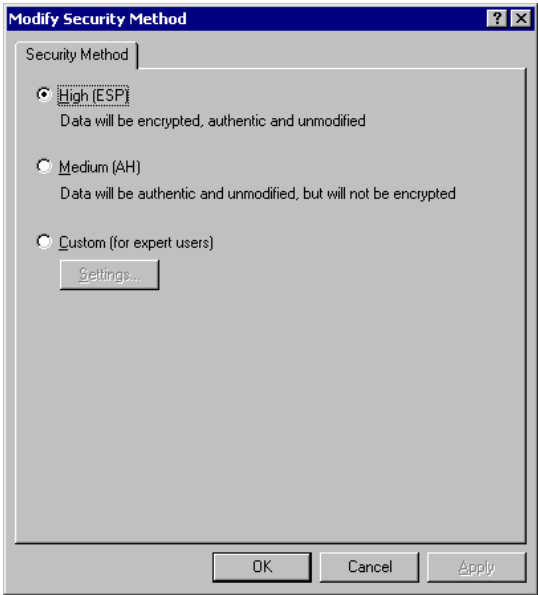 Modify Security Method
Security Method
High (ESP)
Data will be encrypted, authentic and unmodified
Medium (AH)
Data will be authentic and unmodified, but will not be encrypted
Custom (for expert users)
Settings...
OK Cancel Apply